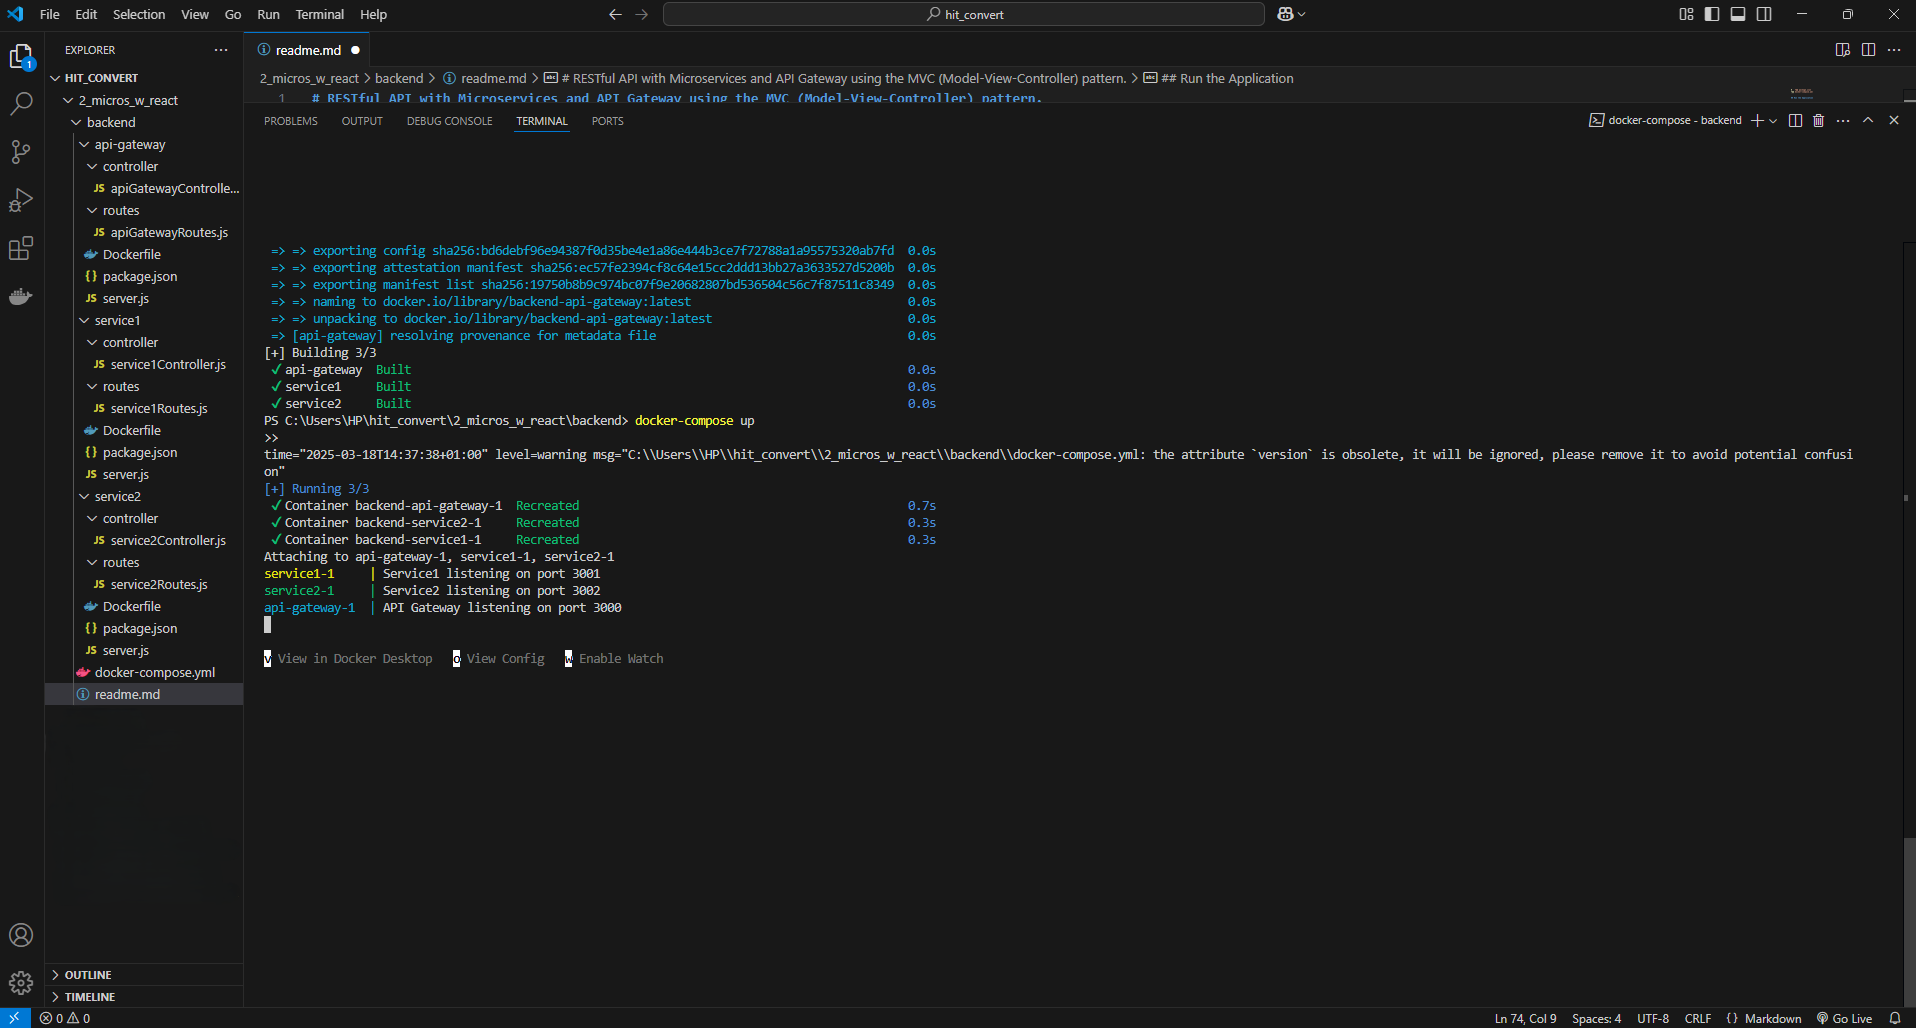 File Edit Selection View Go Run Terminal Help
hit_convert
EXPLORER
HIT_CONVERT
2_micros_w_react
backend
api-gateway
controller
JS apiGatewayControlle...
routes
JS apiGatewayRoutes.js
Dockerfile
{} package.json
JS server.js
service1
controller
JS service1Controller.js
routes
JS service1Routes.js
Dockerfile
{} package.json
JS server.js
service2
controller
JS service2Controller.js
routes
JS service2Routes.js
Dockerfile
{} package.json
JS server.js
docker-compose.yml
readme.md
OUTLINE
TIMELINE
1
readme.md
2_micros_w_react > backend > readme.md > # RESTful API with Microservices and API Gateway using the MVC (Model-View-Controller) pattern. > ## Run the Application
1 # RESTful API with Microservices and API Gateway using the MVC (Model-View-Controller) pattern.
PROBLEMS OUTPUT DEBUG CONSOLE TERMINAL PORTS
docker-compose - backend
=> => exporting config sha256:bd6debf96e94387f0d35be4e1a86e444b3ce7f72788a1a95575320ab7fd 0.0s
=> => exporting attestation manifest sha256:ec57fe2394cf8c64e15cc2ddd13bb27a3633527d5200b 0.0s
=> => exporting manifest list sha256:19750b8b9c974bc07f9e20682807bd536504c56c7f87511c8349 0.0s
=> => naming to docker.io/library/backend-api-gateway:latest 0.0s
=> => unpacking to docker.io/library/backend-api-gateway:latest 0.0s
=> [api-gateway] resolving provenance for metadata file 0.0s
[+] Building 3/3
✔ api-gateway Built 0.0s
✔ service1 Built 0.0s
✔ service2 Built 0.0s
PS C:\Users\HP\hit_convert\2_micros_w_react\backend> docker-compose up
>>
time="2025-03-18T14:37:38+01:00" level=warning msg="C:\\Users\\HP\\hit_convert\\2_micros_w_react\\backend\\docker-compose.yml: the attribute `version` is obsolete, it will be ignored, please remove it to avoid potential confusi
on"
[+] Running 3/3
✔ Container backend-api-gateway-1 Recreated 0.7s
✔ Container backend-service2-1 Recreated 0.3s
✔ Container backend-service1-1 Recreated 0.3s
Attaching to api-gateway-1, service1-1, service2-1
service1-1 | Service1 listening on port 3001
service2-1 | Service2 listening on port 3002
api-gateway-1 | API Gateway listening on port 3000
v View in Docker Desktop o View Config w Enable Watch
0 0
Ln 74, Col 9 Spaces: 4 UTF-8 CRLF {} Markdown Go Live